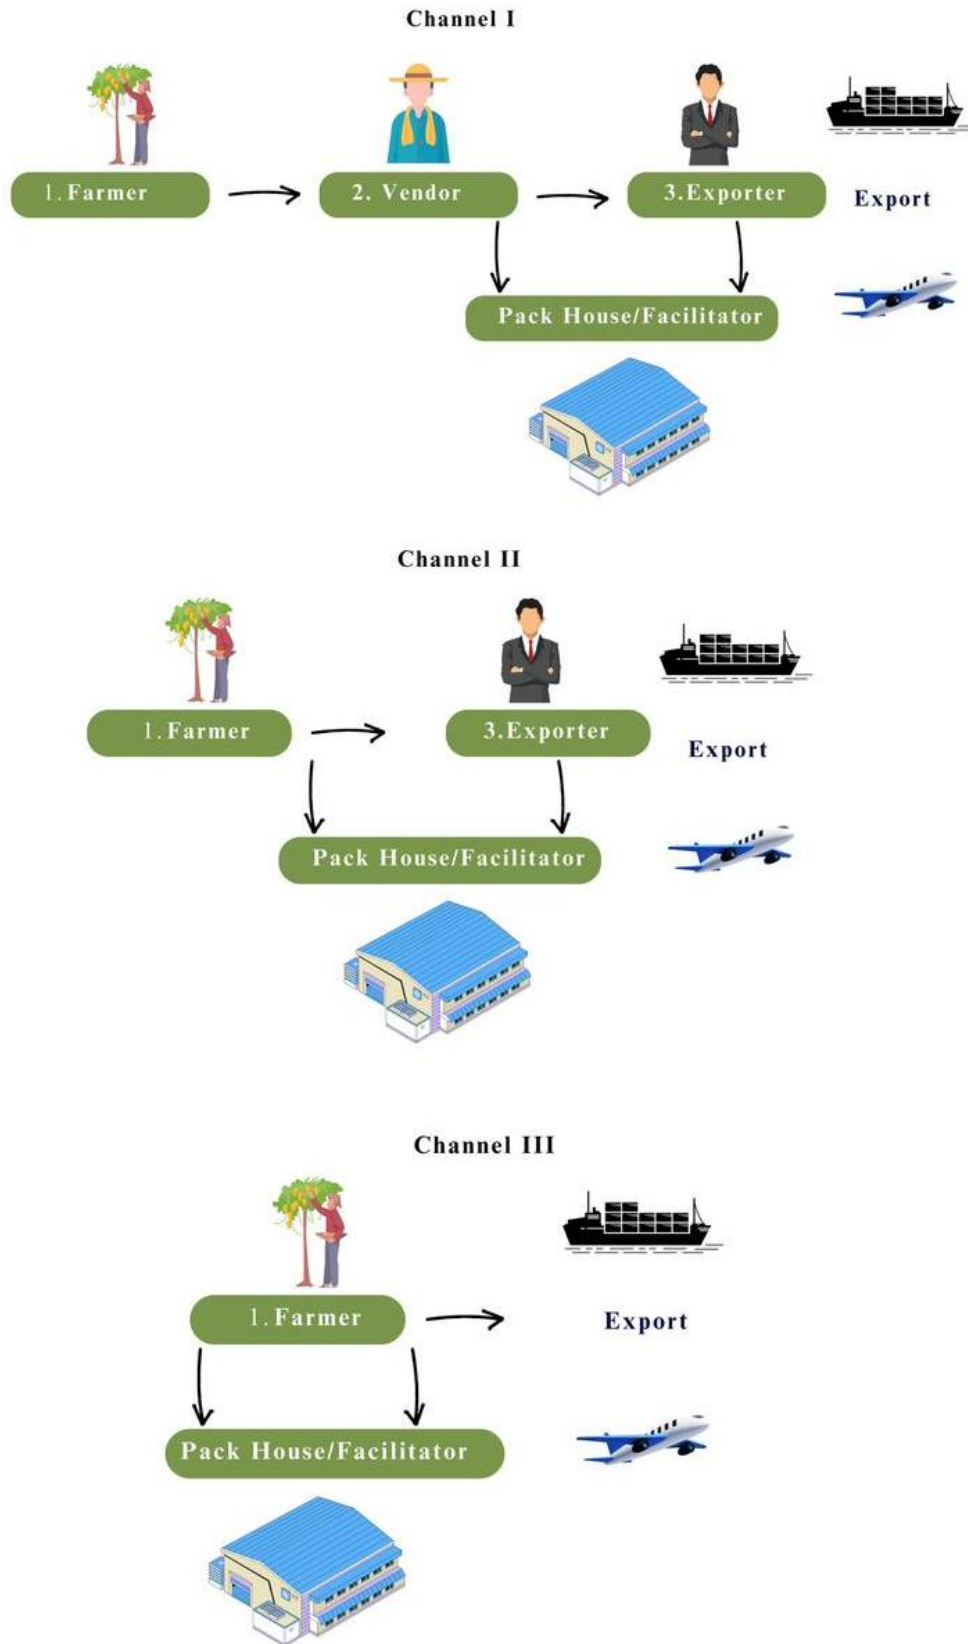 Channel I
1. Farmer
2. Vendor
3.Exporter
Export
Pack House/Facilitator
Channel II
1. Farmer
3.Exporter
Export
Pack House/Facilitator
Channel III
1. Farmer
Export
Pack House/Facilitator